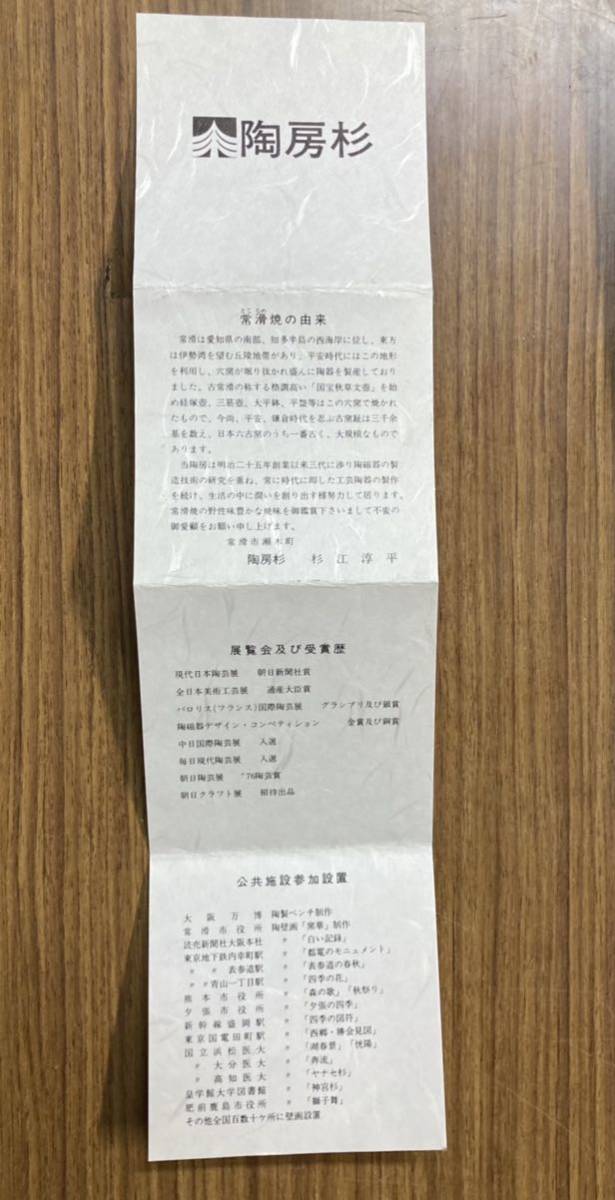 陶房杉
とこなめ
常滑焼の由来
常滑は愛知県の南部、知多半島の西海岸に位し、東方
は伊勢湾を望む丘陵地帯があり、平安時代にはこの地形
を利用し、穴窯が堀り抜かれ盛んに陶器を製産しており
ました。古常滑の称する格調高い「国宝秋草文壺」を始
め経塚壺、三筋壺、大平鉢、平甃等はこの穴窯で焼かれ
たもので、今尚、平安、鎌倉時代を忍ぶ古窯趾は三千余
基を数え、日本六古窯のうち一番古く、大規模なもので
あります。
当陶房は明治二十五年創業以来三代に渉り陶磁器の製
造技術の研究を重ね、常に時代に即した工芸陶器の製作
を続け、生活の中に潤いを創り出す様努力して居ります。
常滑焼の野性味豊かな焼味を御鑑賞下さいまして不変の
御愛顧をお願い申し上げます。
常滑市瀬木町
陶房杉 杉江淳平
展覧会及び受賞歴
現代日本陶芸展 朝日新聞社賞
全日本美術工芸展 通産大臣賞
バロリス(フランス)国際陶芸展 グランプリ及び銀賞
陶磁器デザイン・コンペティション 金賞及び銅賞
中日国際陶芸展 入選
毎日現代陶芸展 入選
朝日陶芸展 '76陶芸賞
朝日クラフト展 招待出品
公共施設参加設置
大阪万博 陶製ベンチ制作
常滑市役所 陶壁画「窯華」制作
読売新聞社大阪本社 〃 「白い記録」
東京地下鉄内幸町駅 〃 「都電のモニュメント」
〃 〃 表参道駅 〃 「表参道の春秋」
〃 〃 青山一丁目駅 〃 「四季の花」
熊本市役所 〃 「森の歌」「秋祭り」
夕張市役所 〃 「夕張の四季」
新幹線盛岡駅 〃 「四季の図符」
東京国電田町駅 〃 「西郷・勝会見図」
国立浜松医大 〃 「湖春景」「恍陽」
〃 大分医大 〃 「奔流」
〃 高知医大 〃 「ヤナセ杉」
皇学館大学図書館 〃 「神宮杉」
肥前鹿島市役所 〃 「獅子舞」
その他全国百数十ケ所に壁画設置